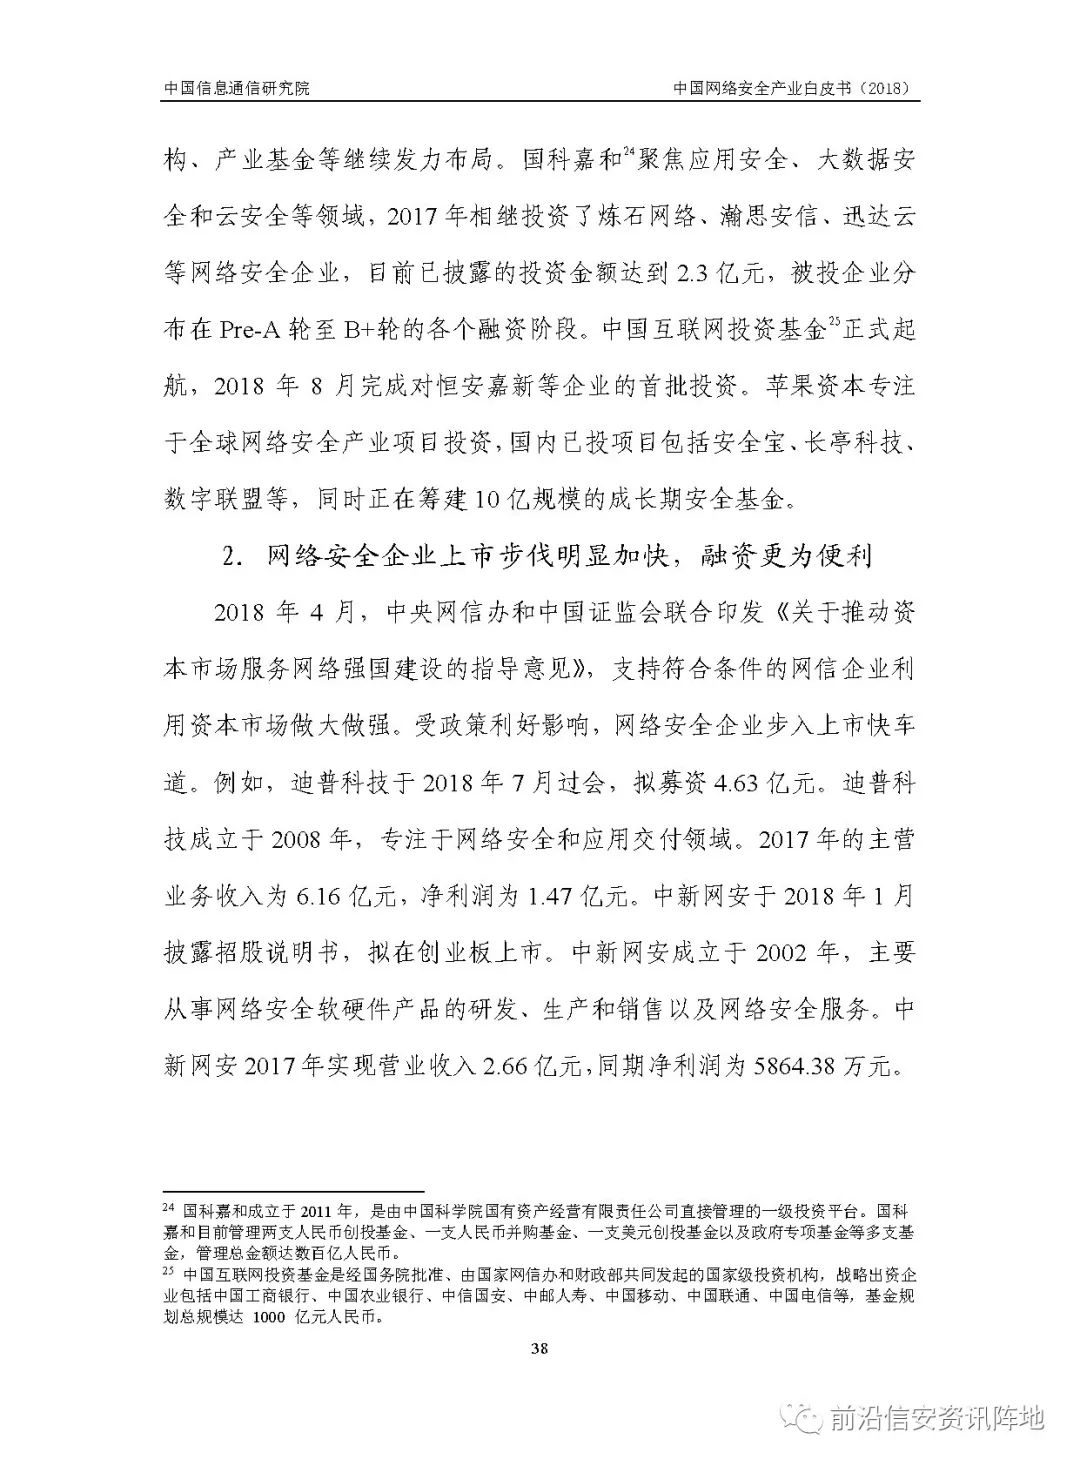 中国信息通信研究院 中国网络安全产业白皮书（2018）
构、产业基金等继续发力布局。国科嘉和24聚焦应用安全、大数据安
全和云安全等领域，2017 年相继投资了炼石网络、瀚思安信、迅达云
等网络安全企业，目前已披露的投资金额达到 2.3 亿元，被投企业分
布在 Pre-A 轮至 B+轮的各个融资阶段。中国互联网投资基金25正式起
航，2018 年 8 月完成对恒安嘉新等企业的首批投资。苹果资本专注
于全球网络安全产业项目投资，国内已投项目包括安全宝、长亭科技、
数字联盟等，同时正在筹建 10 亿规模的成长期安全基金。
2. 网络安全企业上市步伐明显加快，融资更为便利
2018 年 4 月，中央网信办和中国证监会联合印发《关于推动资
本市场服务网络强国建设的指导意见》，支持符合条件的网信企业利
用资本市场做大做强。受政策利好影响，网络安全企业步入上市快车
道。例如，迪普科技于 2018 年 7 月过会，拟募资 4.63 亿元。迪普科
技成立于 2008 年，专注于网络安全和应用交付领域。2017 年的主营
业务收入为 6.16 亿元，净利润为 1.47 亿元。中新网安于 2018 年 1 月
披露招股说明书，拟在创业板上市。中新网安成立于 2002 年，主要
从事网络安全软硬件产品的研发、生产和销售以及网络安全服务。中
新网安 2017 年实现营业收入 2.66 亿元，同期净利润为 5864.38 万元。
24 国科嘉和成立于 2011 年，是由中国科学院国有资产经营有限责任公司直接管理的一级投资平台。国科
嘉和目前管理两支人民币创投基金、一支人民币并购基金、一支美元创投基金以及政府专项基金等多支基
金，管理总金额达数百亿人民币。
25 中国互联网投资基金是经国务院批准、由国家网信办和财政部共同发起的国家级投资机构，战略出资企
业包括中国工商银行、中国农业银行、中信国安、中邮人寿、中国移动、中国联通、中国电信等，基金规
划总规模达 1000 亿元人民币。
38
前沿信安资讯阵地